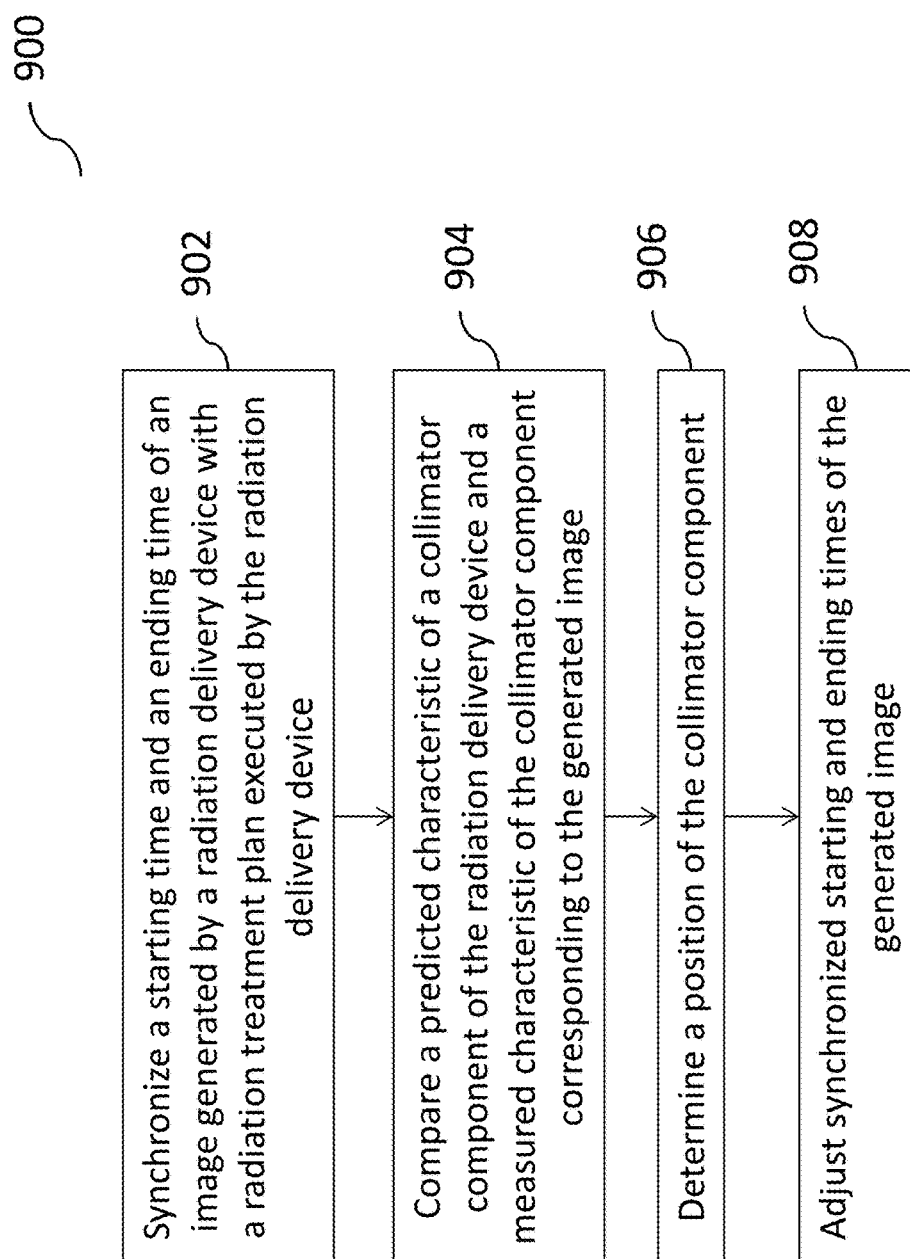 900
Synchronize a starting time and an ending time of an
image generated by a radiation delivery device with
a radiation treatment plan executed by the radiation
delivery device
902
Compare a predicted characteristic of a collimator
component of the radiation delivery device and a
measured characteristic of the collimator component
corresponding to the generated image
904
Determine a position of the collimator component
906
Adjust synchronized starting and ending times of the
generated image
908